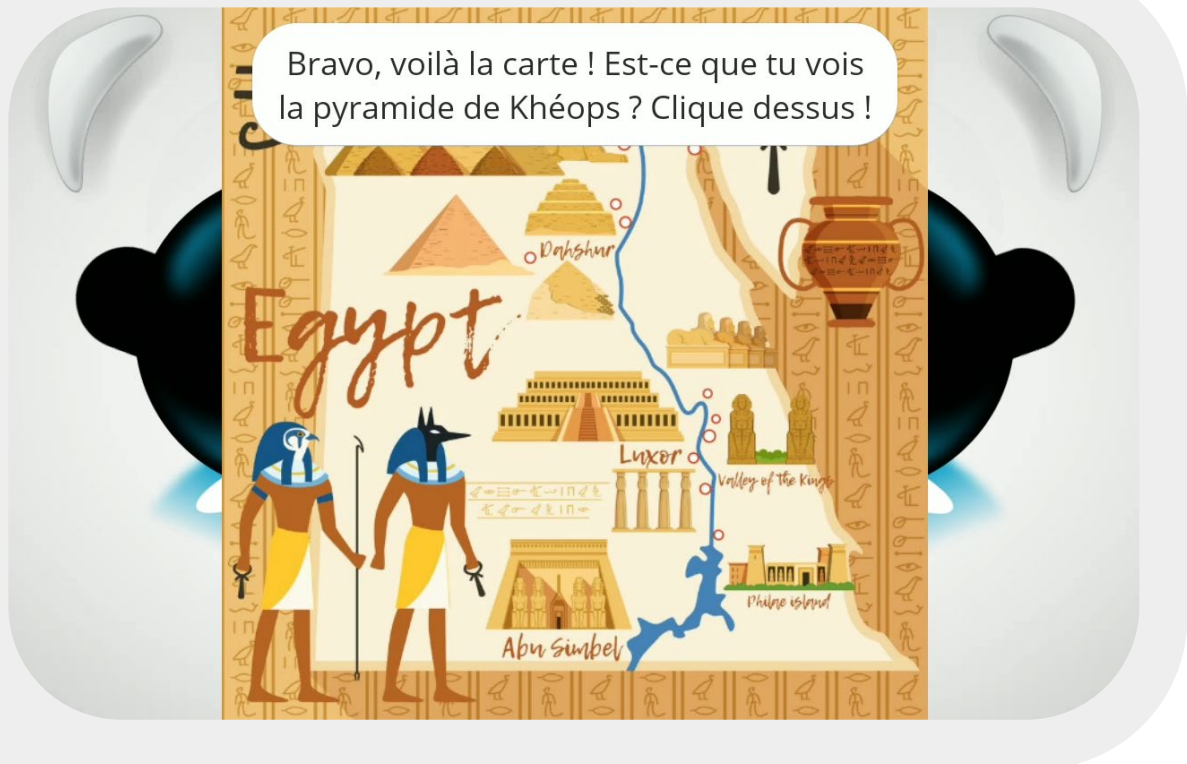 Bravo, voilà la carte ! Est-ce que tu vois
la pyramide de Khéops ? Clique dessus !
Dahshur
Egypt
Luxor
Valley of the Kings
Abu Simbel
Philae island